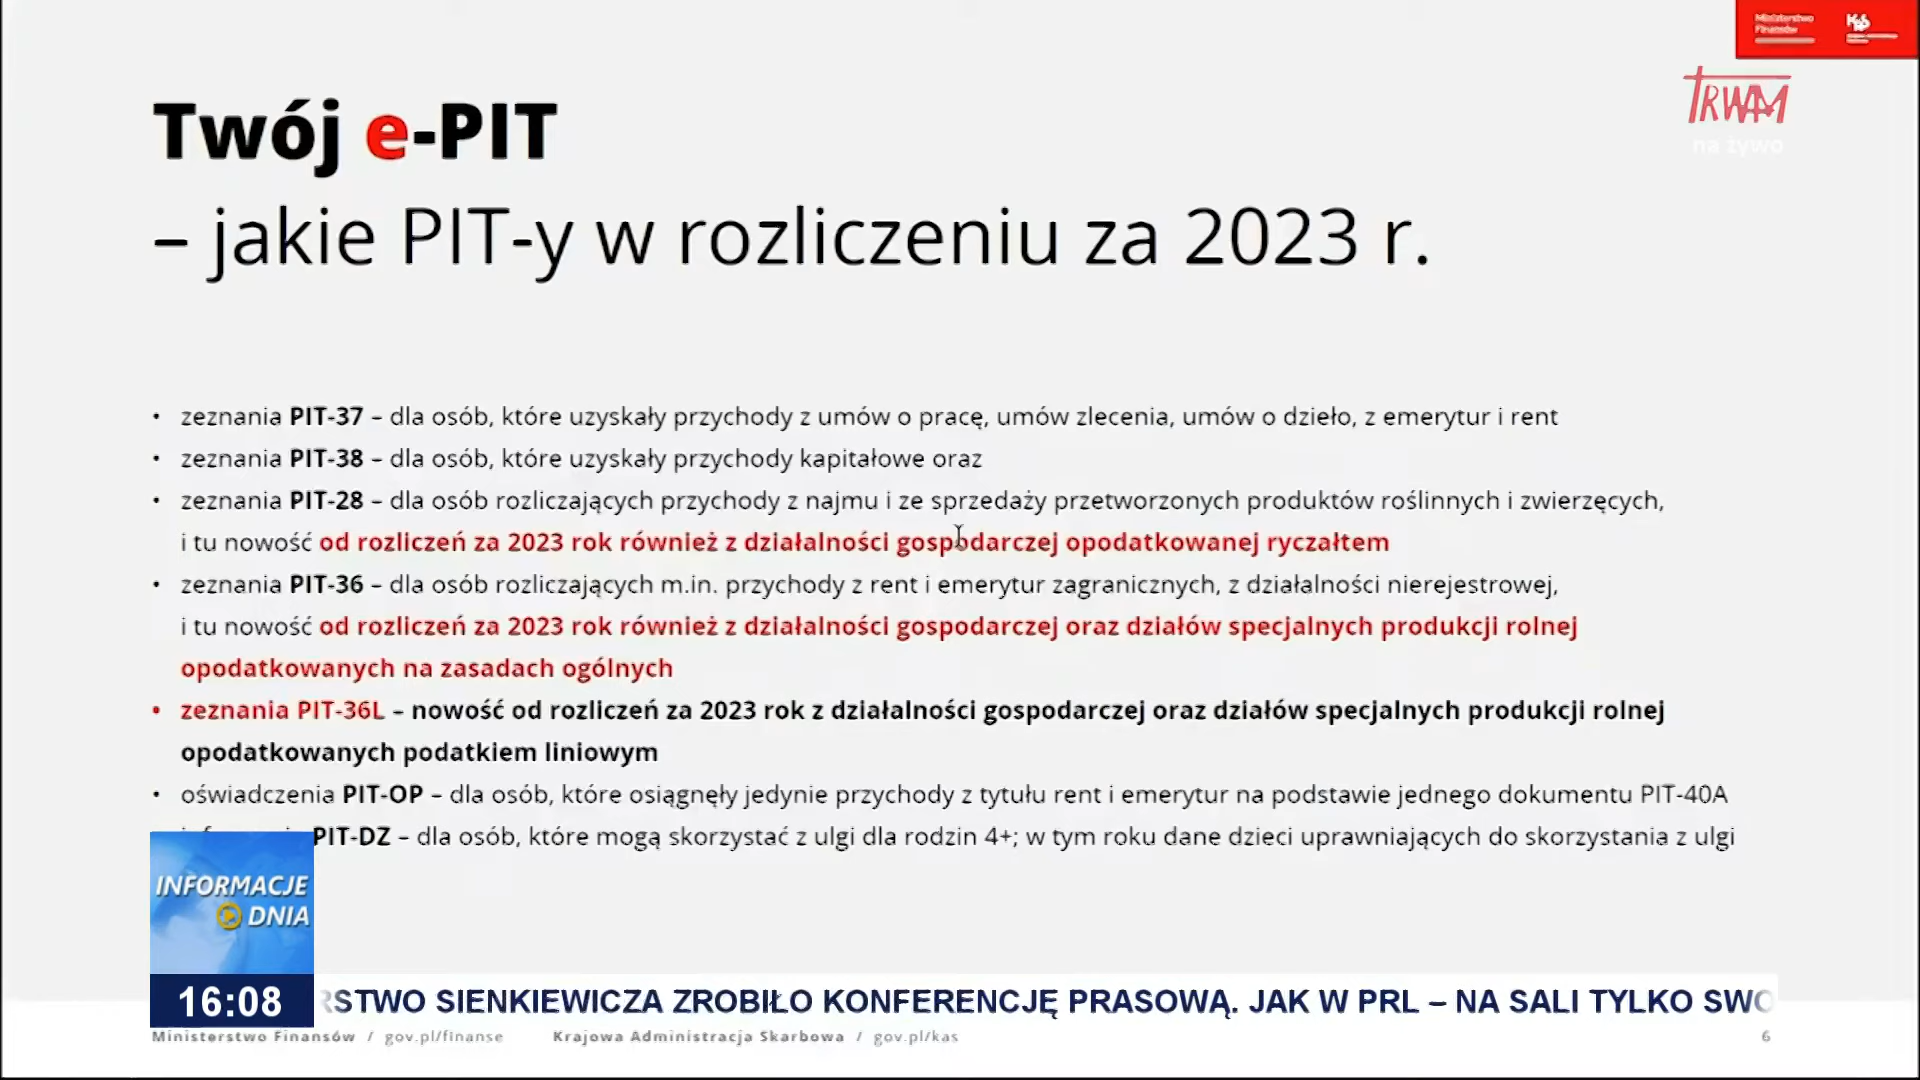 Ministerstwo
Finansów
TRWAM
na żywo
Twój e-PIT
– jakie PIT-y w rozliczeniu za 2023 r.
• zeznania PIT-37 – dla osób, które uzyskały przychody z umów o pracę, umów zlecenia, umów o dzieło, z emerytur i rent
• zeznania PIT-38 – dla osób, które uzyskały przychody kapitałowe oraz
• zeznania PIT-28 – dla osób rozliczających przychody z najmu i ze sprzedaży przetworzonych produktów roślinnych i zwierzęcych,
i tu nowość od rozliczeń za 2023 rok również z działalności gospodarczej opodatkowanej ryczałtem
• zeznania PIT-36 – dla osób rozliczających m.in. przychody z rent i emerytur zagranicznych, z działalności nierejestrowej,
i tu nowość od rozliczeń za 2023 rok również z działalności gospodarczej oraz działów specjalnych produkcji rolnej
opodatkowanych na zasadach ogólnych
• zeznania PIT-36L – nowość od rozliczeń za 2023 rok z działalności gospodarczej oraz działów specjalnych produkcji rolnej
opodatkowanych podatkiem liniowym
• oświadczenia PIT-OP – dla osób, które osiągnęły jedynie przychody z tytułu rent i emerytur na podstawie jednego dokumentu PIT-40A
PIT-DZ – dla osób, które mogą skorzystać z ulgi dla rodzin 4+; w tym roku dane dzieci uprawniających do skorzystania z ulgi
INFORMACJE
DNIA
16:08 RSTWO SIENKIEWICZA ZROBIŁO KONFERENCJĘ PRASOWĄ. JAK W PRL – NA SALI TYLKO SWO
Ministerstwo Finansów / gov.pl/finanse Krajowa Administracja Skarbowa / gov.pl/kas 6